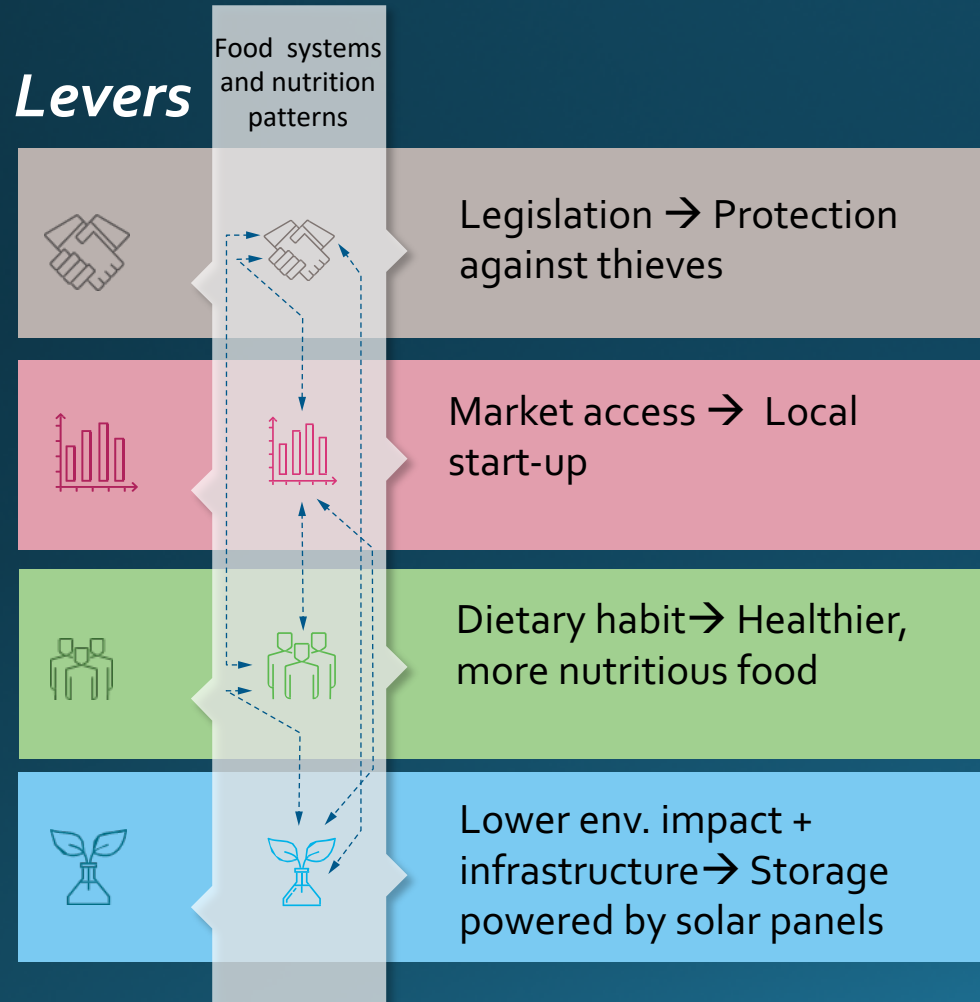 Levers
Food systems
and nutrition
patterns
Legislation → Protection
against thieves
Market access → Local
start-up
Dietary habit→ Healthier,
more nutritious food
Lower env. impact +
infrastructure→ Storage
powered by solar panels